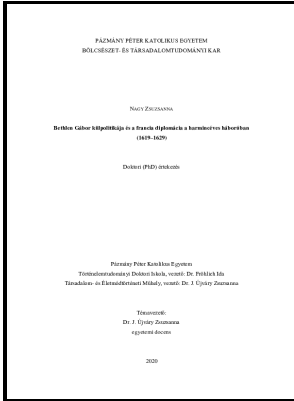 PÁZMÁNY PÉTER KATOLIKUS EGYETEM
BÖLCSÉSZET- ÉS TÁRSADALOMTUDOMÁNYI KAR
NAGY ZSUZSANNA
Bethlen Gábor külpolitikája és a francia diplomácia a harmincéves háborúban
(1619–1629)
Doktori (PhD) értekezés
Pázmány Péter Katolikus Egyetem
Történelemtudományi Doktori Iskola, vezető: Dr. Fröhlich Ida
Társadalom- és Életmódtörténeti Műhely, vezető: Dr. J. Újváry Zsuzsanna
Témavezető:
Dr. J. Újváry Zsuzsanna
egyetemi docens
2020